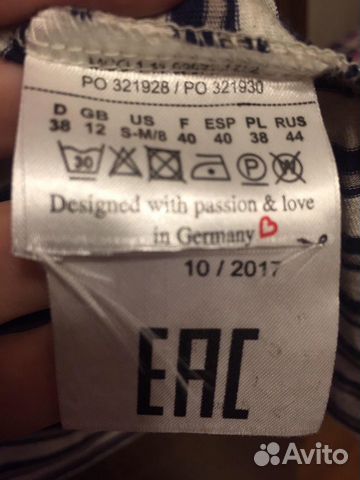 PO 321928 / PO 321930
D GB US F ESP PL RUS
38 12 S-M/8 40 40 38 44
30 P W
Designed with passion & love
in Germany
10 / 2017
EAC
Avito